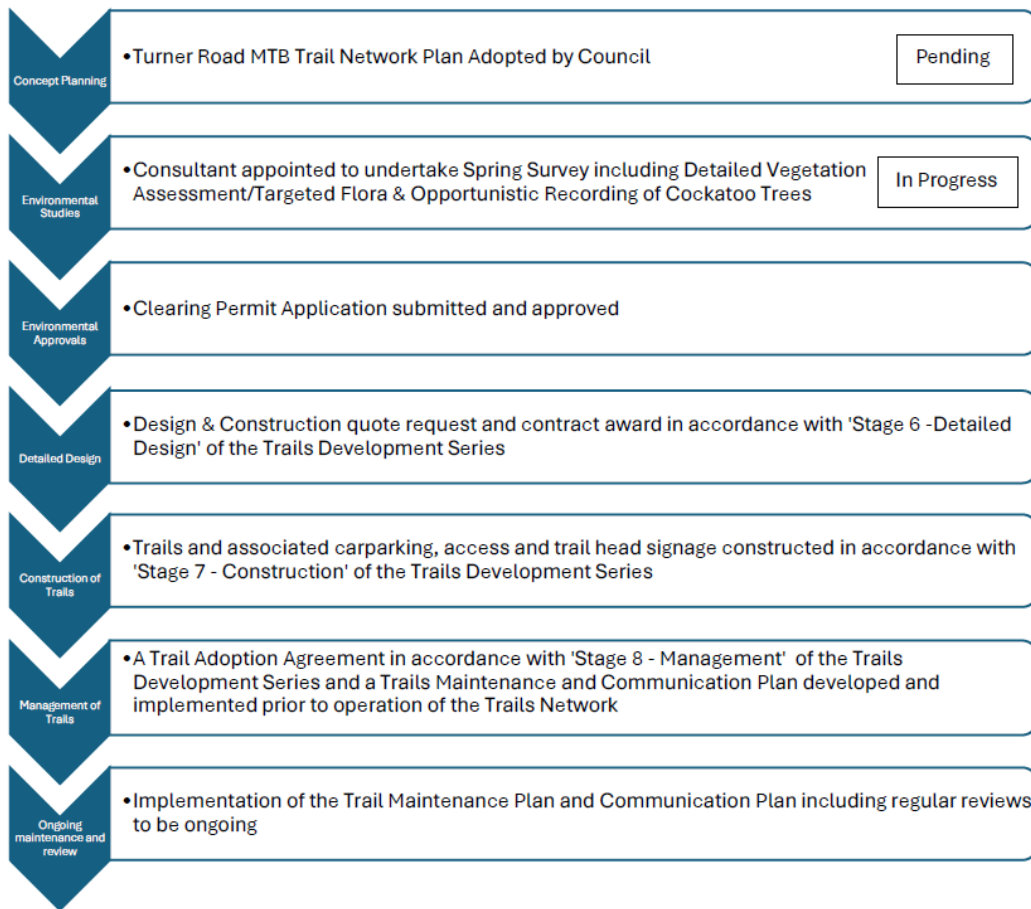 Concept Planning
•Turner Road MTB Trail Network Plan Adopted by Council
Pending
Environmental
Studies
•Consultant appointed to undertake Spring Survey including Detailed Vegetation
Assessment/Targeted Flora & Opportunistic Recording of Cockatoo Trees
In Progress
Environmental
Approvals
•Clearing Permit Application submitted and approved
Detailed Design
•Design & Construction quote request and contract award in accordance with 'Stage 6 -Detailed
Design' of the Trails Development Series
Construction of
Trails
•Trails and associated carparking, access and trail head signage constructed in accordance with
'Stage 7 - Construction' of the Trails Development Series
Management of
Trails
•A Trail Adoption Agreement in accordance with 'Stage 8 - Management' of the Trails
Development Series and a Trails Maintenance and Communication Plan developed and
implemented prior to operation of the Trails Network
Ongoing
maintenance and
review
•Implementation of the Trail Maintenance Plan and Communication Plan including regular reviews
to be ongoing